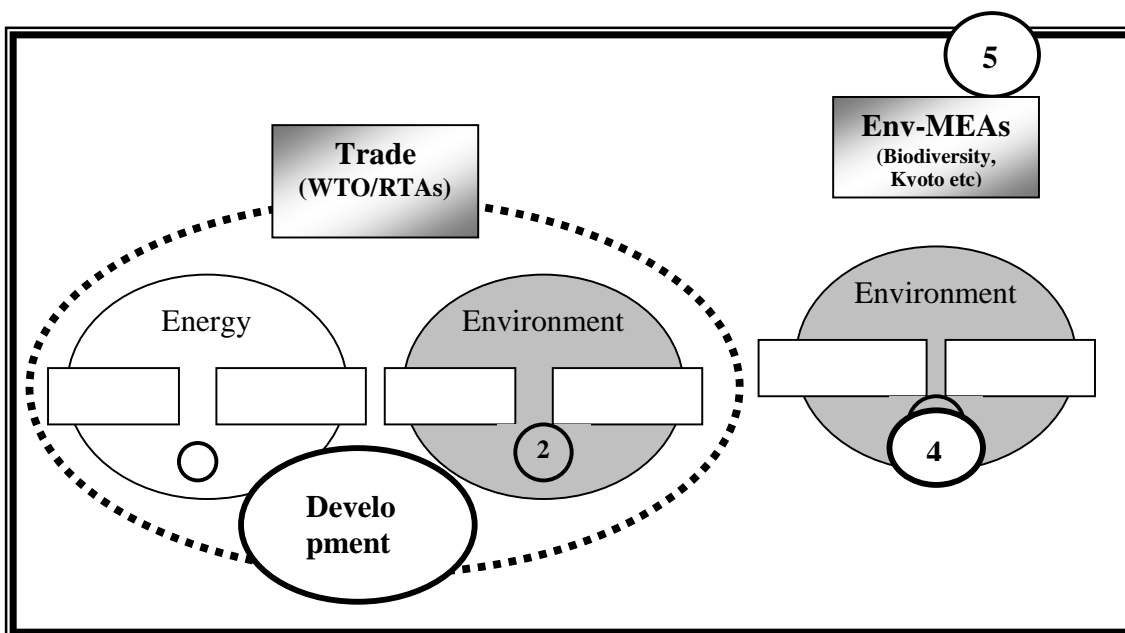 5
Env-MEAs
(Biodiversity,
Kyoto etc)
Trade
(WTO/RTAs)
Energy
Environment
Environment
2
4
Develo
pment